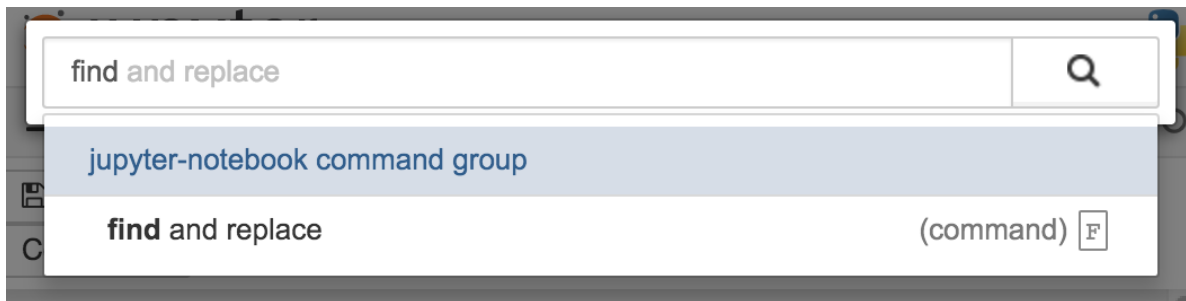 find and replace
jupyter-notebook command group
find and replace (command) F